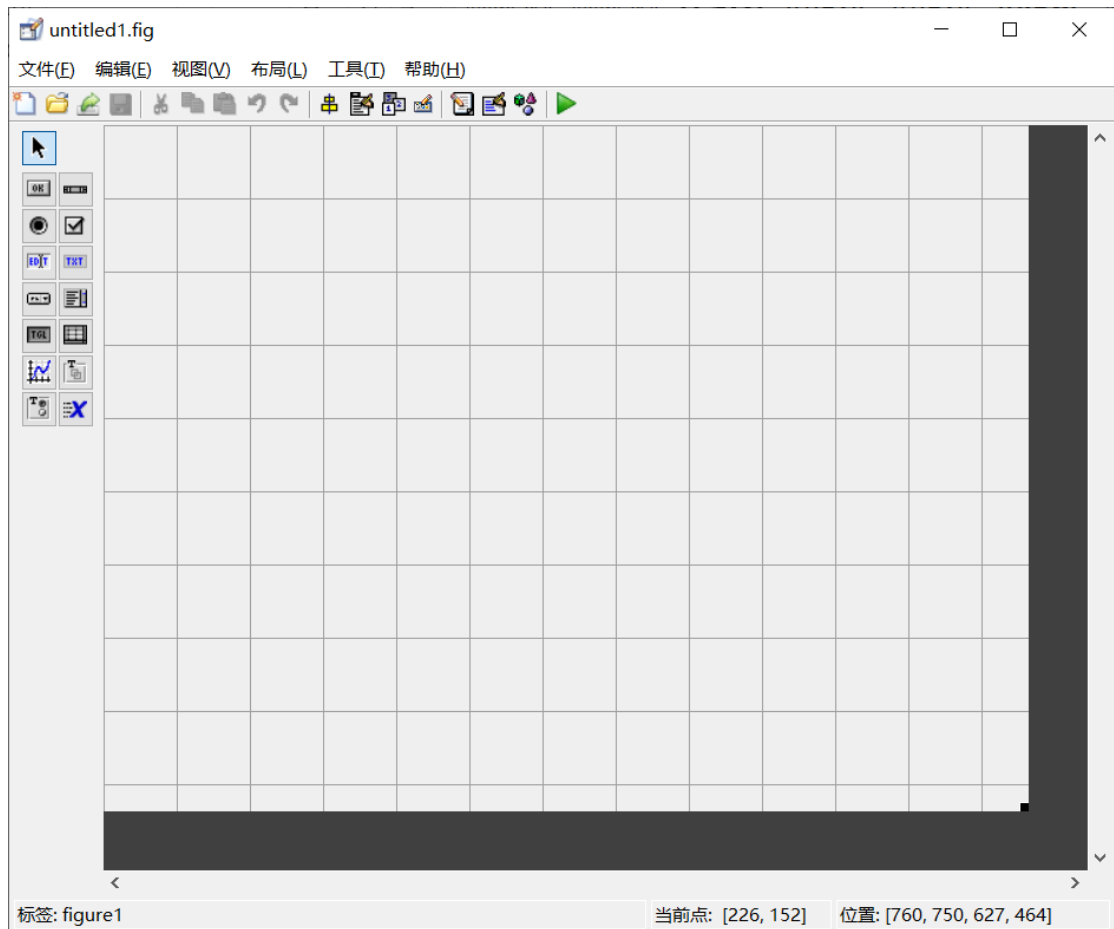 untitled1.fig
文件(F) 编辑(E) 视图(V) 布局(L) 工具(T) 帮助(H)
OK
EDIT TXT
TGL
标签: figure1 当前点: [226, 152] 位置: [760, 750, 627, 464]